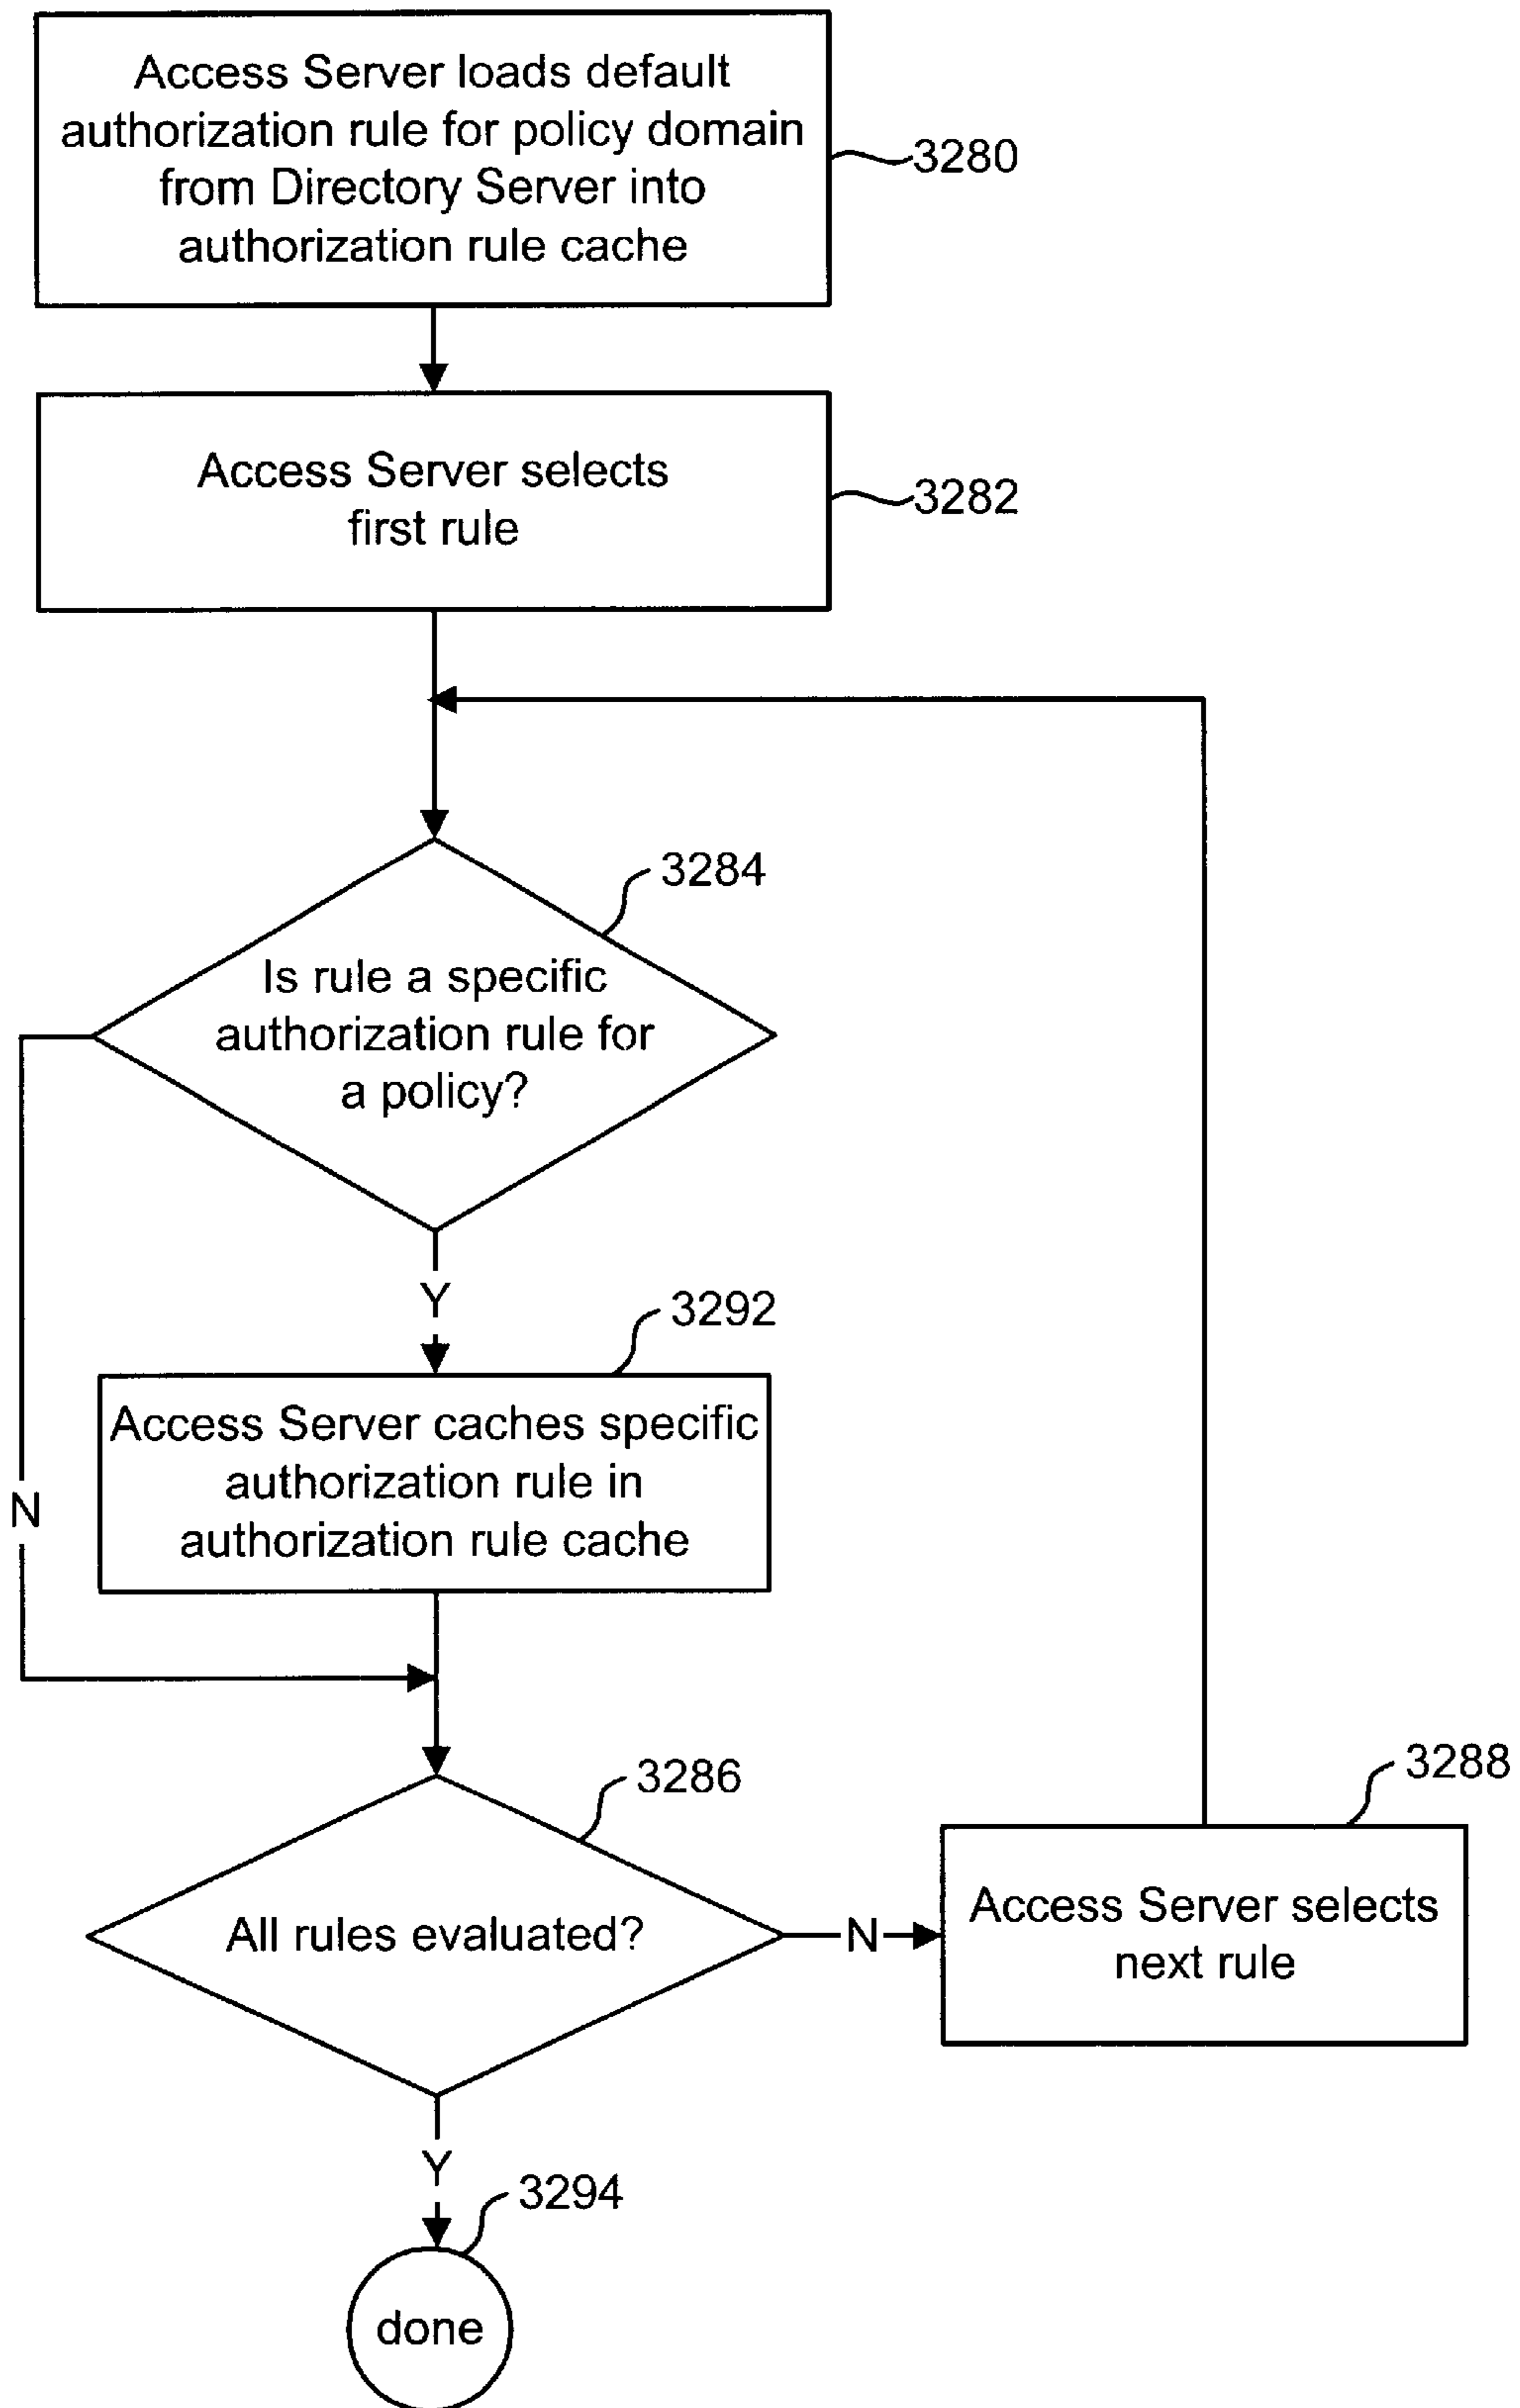 Access Server loads default
authorization rule for policy domain
from Directory Server into
authorization rule cache
3280
Access Server selects
first rule
3282
3284
Is rule a specific
authorization rule for
a policy?
Y
3292
Access Server caches specific
authorization rule in
authorization rule cache
N
3286
3288
All rules evaluated?
N
Access Server selects
next rule
Y
3294
done